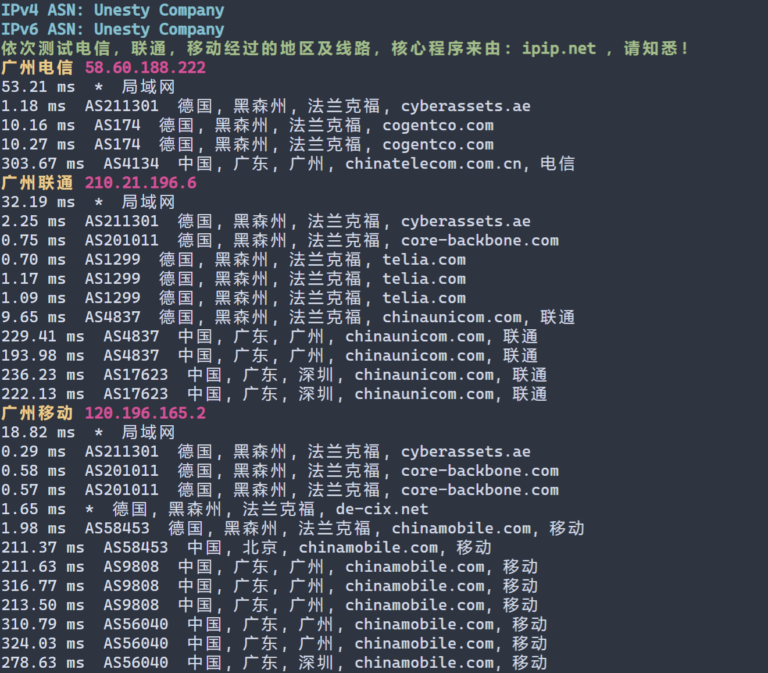 IPv4 ASN: Unesty Company
IPv6 ASN: Unesty Company
依次测试电信，联通，移动经过的地区及线路，核心程序来由: ipip.net ，请知悉!
广州电信 58.60.188.222
53.21 ms * 局域网
1.18 ms AS211301 德国, 黑森州, 法兰克福, cyberassets.ae
10.16 ms AS174 德国, 黑森州, 法兰克福, cogentco.com
10.27 ms AS174 德国, 黑森州, 法兰克福, cogentco.com
303.67 ms AS4134 中国, 广东, 广州, chinatelecom.com.cn, 电信
广州联通 210.21.196.6
32.19 ms * 局域网
2.25 ms AS211301 德国, 黑森州, 法兰克福, cyberassets.ae
0.75 ms AS201011 德国, 黑森州, 法兰克福, core-backbone.com
0.70 ms AS1299 德国, 黑森州, 法兰克福, telia.com
1.17 ms AS1299 德国, 黑森州, 法兰克福, telia.com
1.09 ms AS1299 德国, 黑森州, 法兰克福, telia.com
9.65 ms AS4837 德国, 黑森州, 法兰克福, chinaunicom.com, 联通
229.41 ms AS4837 中国, 广东, 广州, chinaunicom.com, 联通
193.98 ms AS4837 中国, 广东, 广州, chinaunicom.com, 联通
236.23 ms AS17623 中国, 广东, 深圳, chinaunicom.com, 联通
222.13 ms AS17623 中国, 广东, 深圳, chinaunicom.com, 联通
广州移动 120.196.165.2
18.82 ms * 局域网
0.29 ms AS211301 德国, 黑森州, 法兰克福, cyberassets.ae
0.58 ms AS201011 德国, 黑森州, 法兰克福, core-backbone.com
0.57 ms AS201011 德国, 黑森州, 法兰克福, core-backbone.com
1.65 ms * 德国, 黑森州, 法兰克福, de-cix.net
1.98 ms AS58453 德国, 黑森州, 法兰克福, chinamobile.com, 移动
211.37 ms AS58453 中国, 北京, chinamobile.com, 移动
211.63 ms AS9808 中国, 广东, 广州, chinamobile.com, 移动
316.77 ms AS9808 中国, 广东, 广州, chinamobile.com, 移动
213.50 ms AS9808 中国, 广东, 广州, chinamobile.com, 移动
310.79 ms AS56040 中国, 广东, 广州, chinamobile.com, 移动
324.03 ms AS56040 中国, 广东, 广州, chinamobile.com, 移动
278.63 ms AS56040 中国, 广东, 深圳, chinamobile.com, 移动